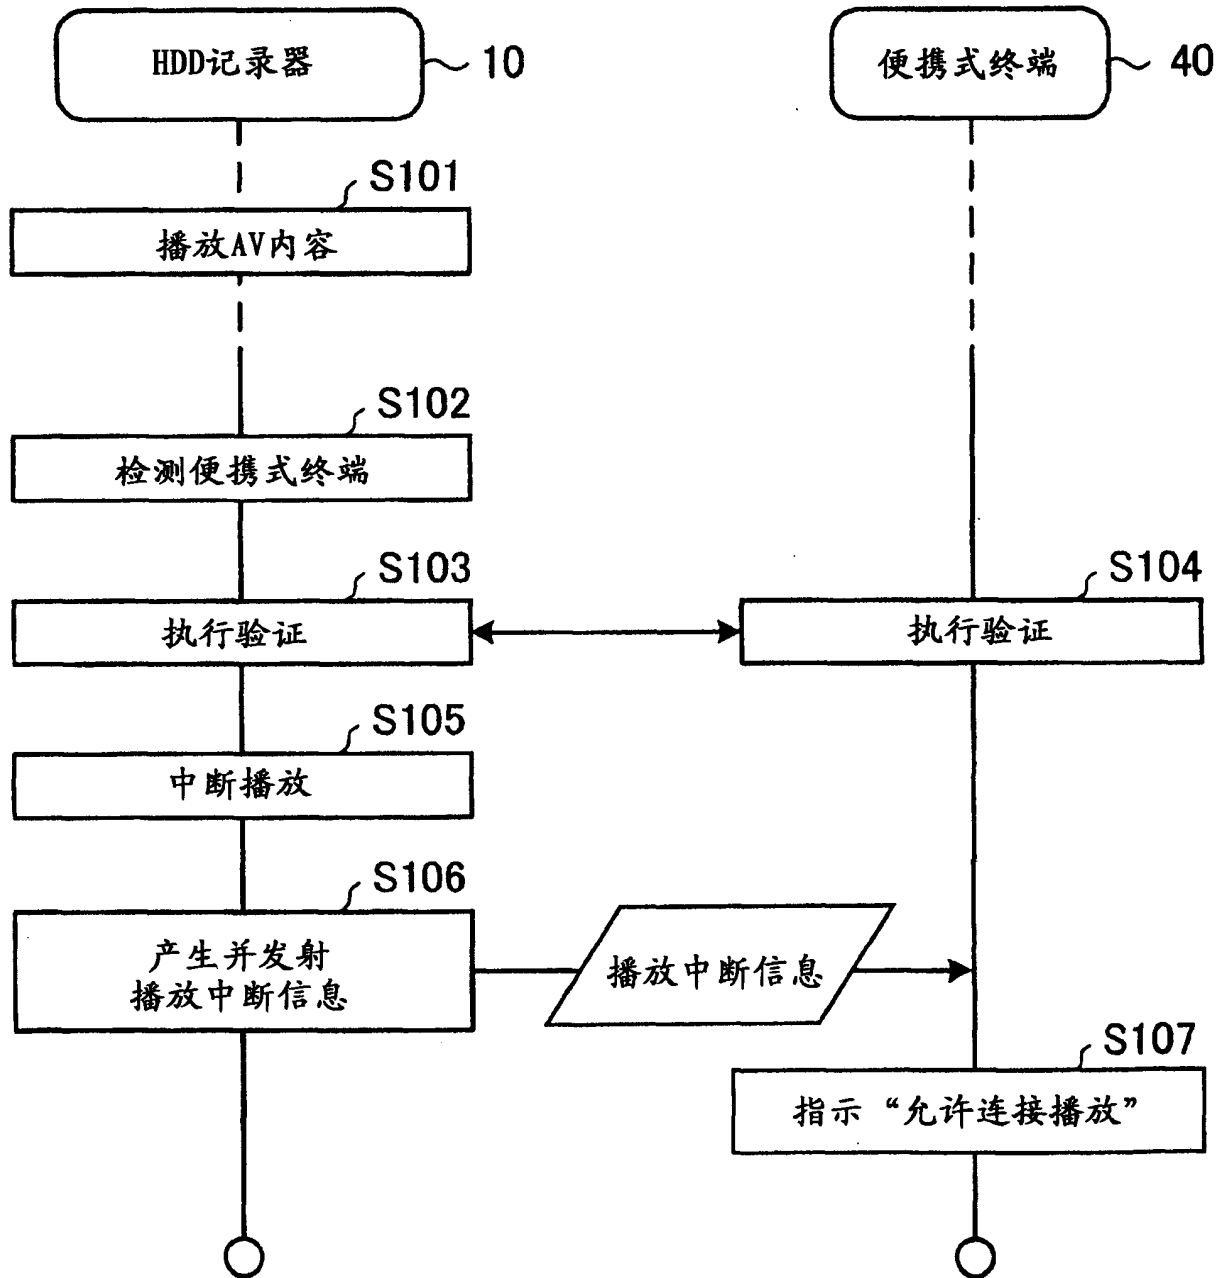 HDD记录器
10
便携式终端
40
S101
播放AV内容
S102
检测便携式终端
S103
执行验证
S104
执行验证
S105
中断播放
S106
产生并发射
播放中断信息
播放中断信息
S107
指示“允许连接播放”